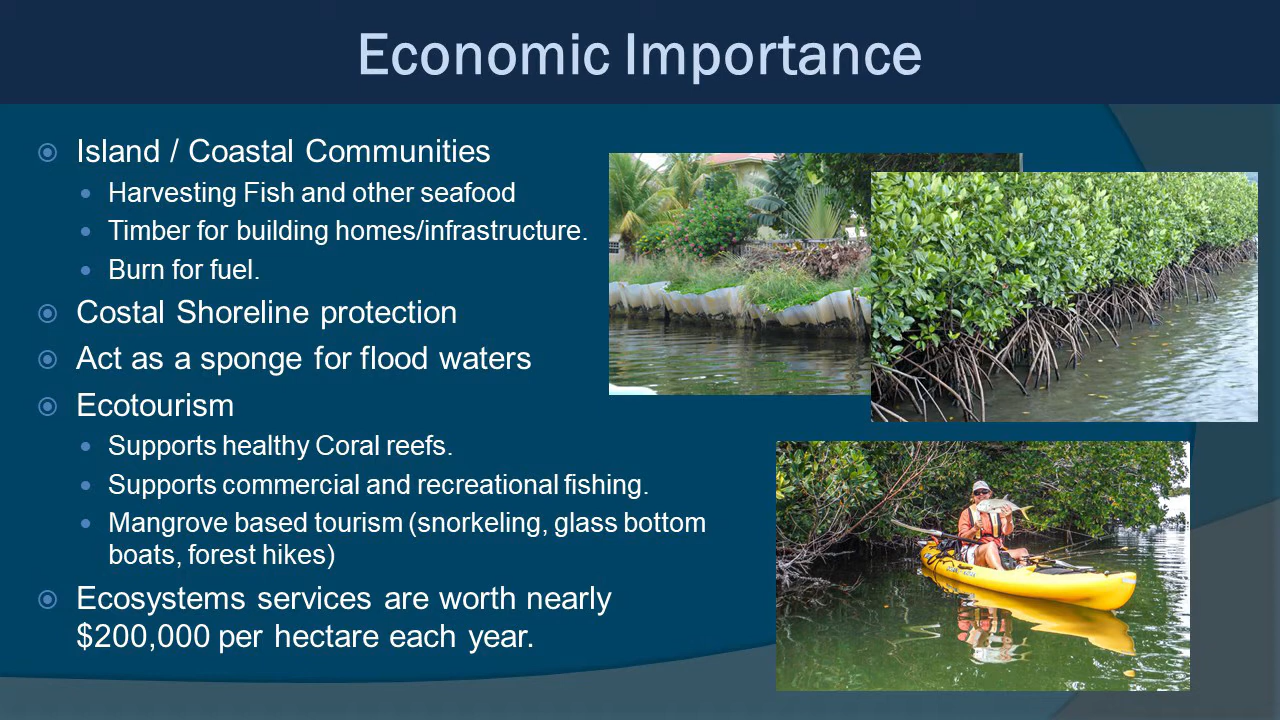 Economic Importance
Island / Coastal Communities
Harvesting Fish and other seafood
Timber for building homes/infrastructure.
Burn for fuel.
Costal Shoreline protection
Act as a sponge for flood waters
Ecotourism
Supports healthy Coral reefs.
Supports commercial and recreational fishing.
Mangrove based tourism (snorkeling, glass bottom
boats, forest hikes)
Ecosystems services are worth nearly
$200,000 per hectare each year.